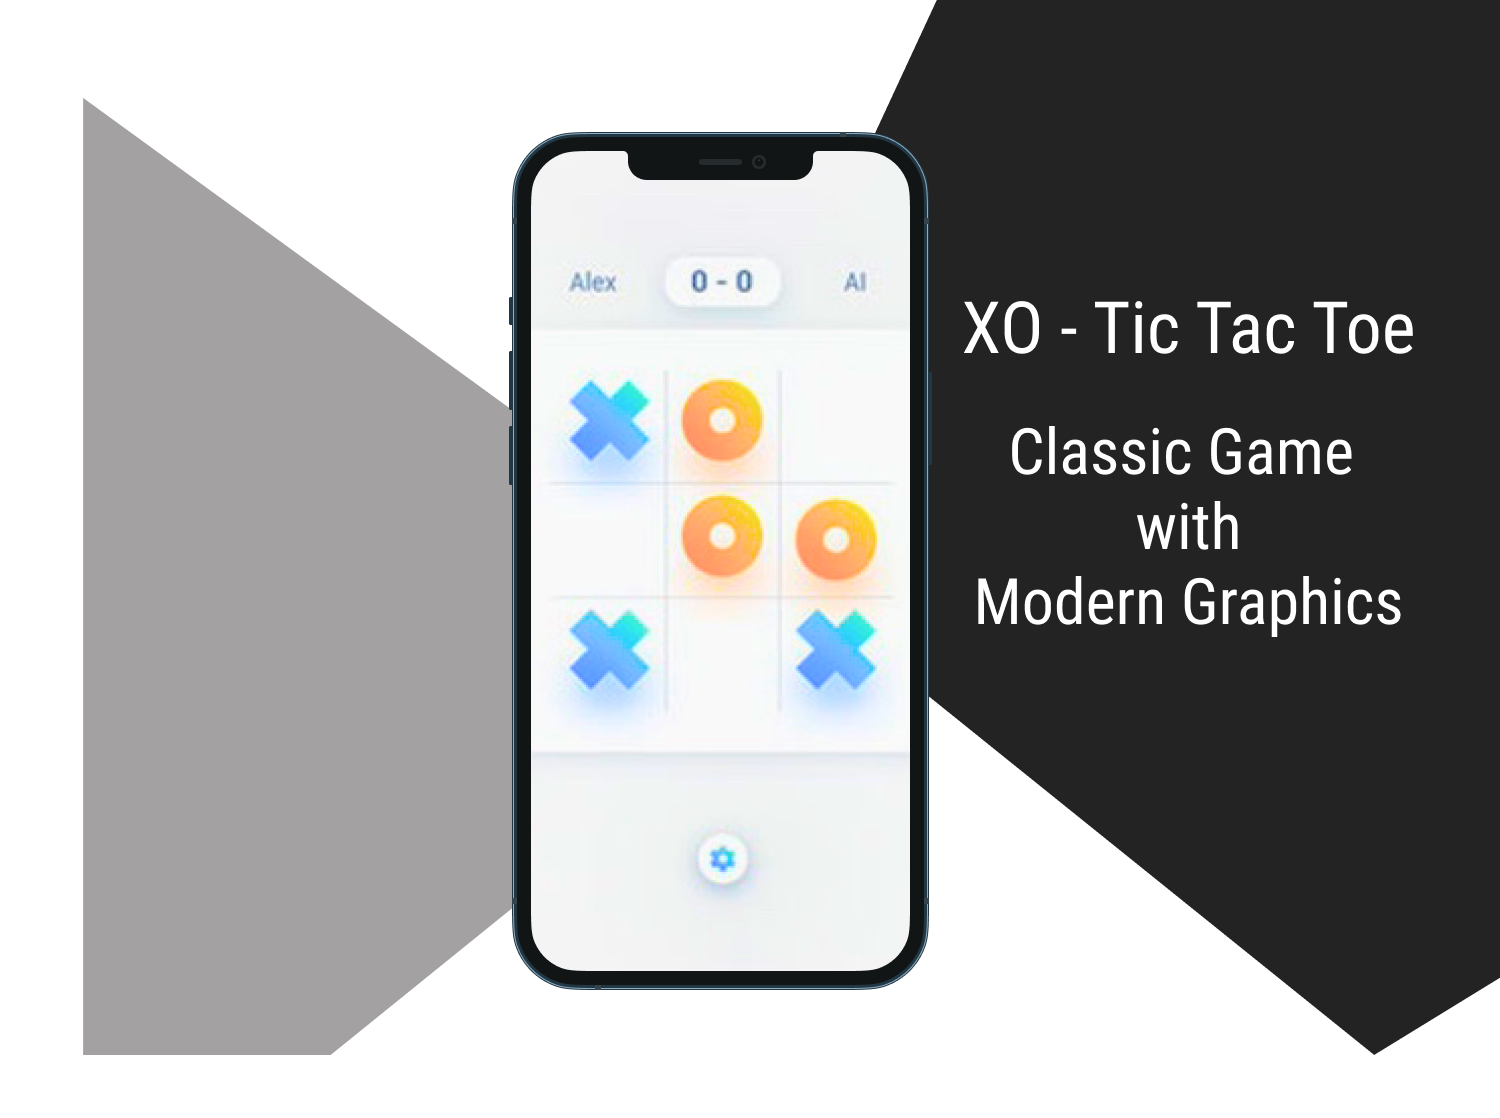 Alex 0 - 0 AI
XO - Tic Tac Toe
Classic Game
with
Modern Graphics